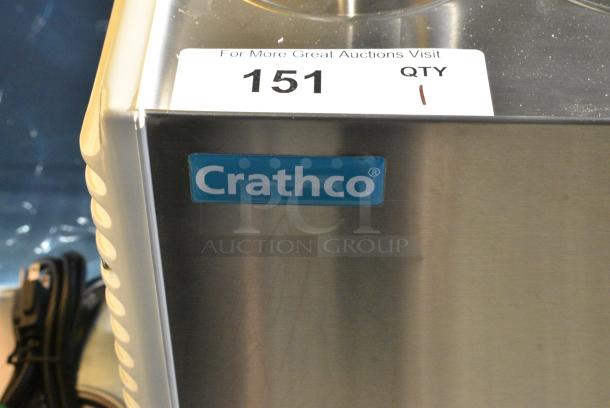 For More Great Auctions Visit
151 QTY
1
Crathco®
PCI
AUCTION GROUP